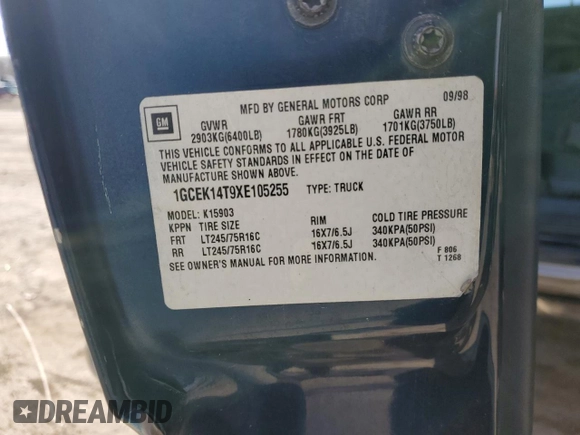 MFD BY GENERAL MOTORS CORP 09/98
GM GVWR GAWR FRT GAWR RR
2903KG(6400LB) 1780KG(3925LB) 1701KG(3750LB)
THIS VEHICLE CONFORMS TO ALL APPLICABLE U.S. FEDERAL MOTOR
VEHICLE SAFETY STANDARDS IN EFFECT ON THE DATE OF
MANUFACTURE SHOWN ABOVE.
1GCEK14T9XE105255 TYPE: TRUCK
MODEL: K15903
KPPN TIRE SIZE RIM COLD TIRE PRESSURE
FRT LT245/75R16C 16X7/6.5J 340KPA(50PSI)
RR LT245/75R16C 16X7/6.5J 340KPA(50PSI)
SEE OWNER'S MANUAL FOR MORE INFORMATION. F 806
T 1268
DREAMBID